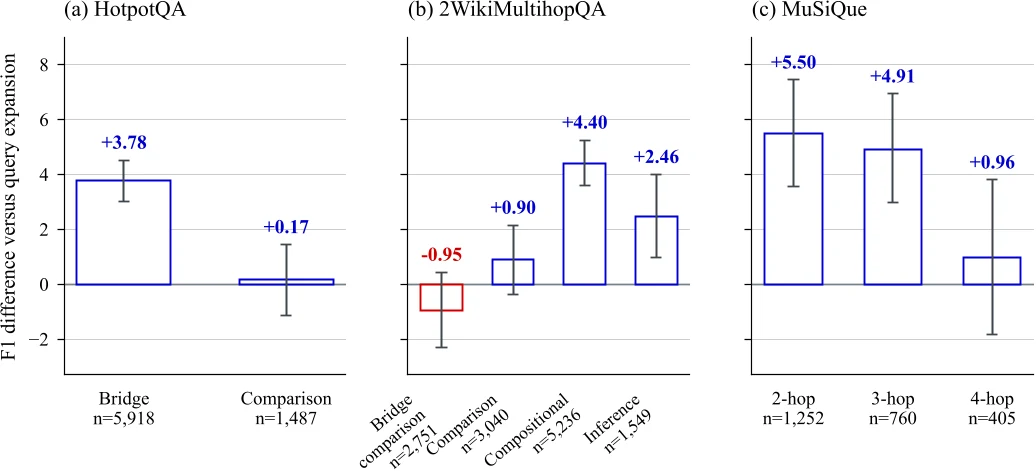 (a) HotpotQA
(b) 2WikiMultihopQA
(c) MuSiQue
F1 difference versus query expansion
8
6
4
2
0
−2
+3.78
+0.17
-0.95
+0.90
+4.40
+2.46
+5.50
+4.91
+0.96
Bridge
n=5,918
Comparison
n=1,487
Bridge
comparison
n=2,751
Comparison
n=3,040
Compositional
n=5,236
Inference
n=1,549
2-hop
n=1,252
3-hop
n=760
4-hop
n=405